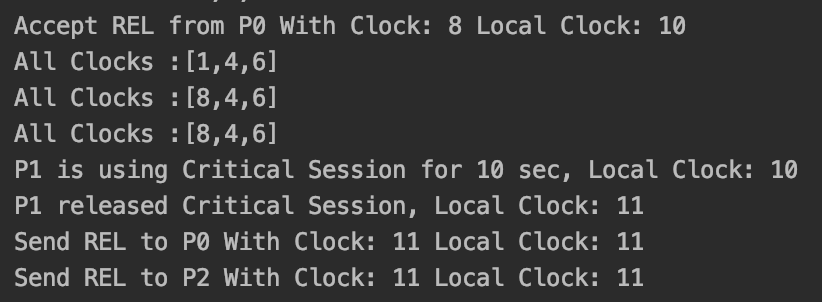 Accept REL from P0 With Clock: 8 Local Clock: 10
All Clocks :[1,4,6]
All Clocks :[8,4,6]
All Clocks :[8,4,6]
P1 is using Critical Session for 10 sec, Local Clock: 10
P1 released Critical Session, Local Clock: 11
Send REL to P0 With Clock: 11 Local Clock: 11
Send REL to P2 With Clock: 11 Local Clock: 11